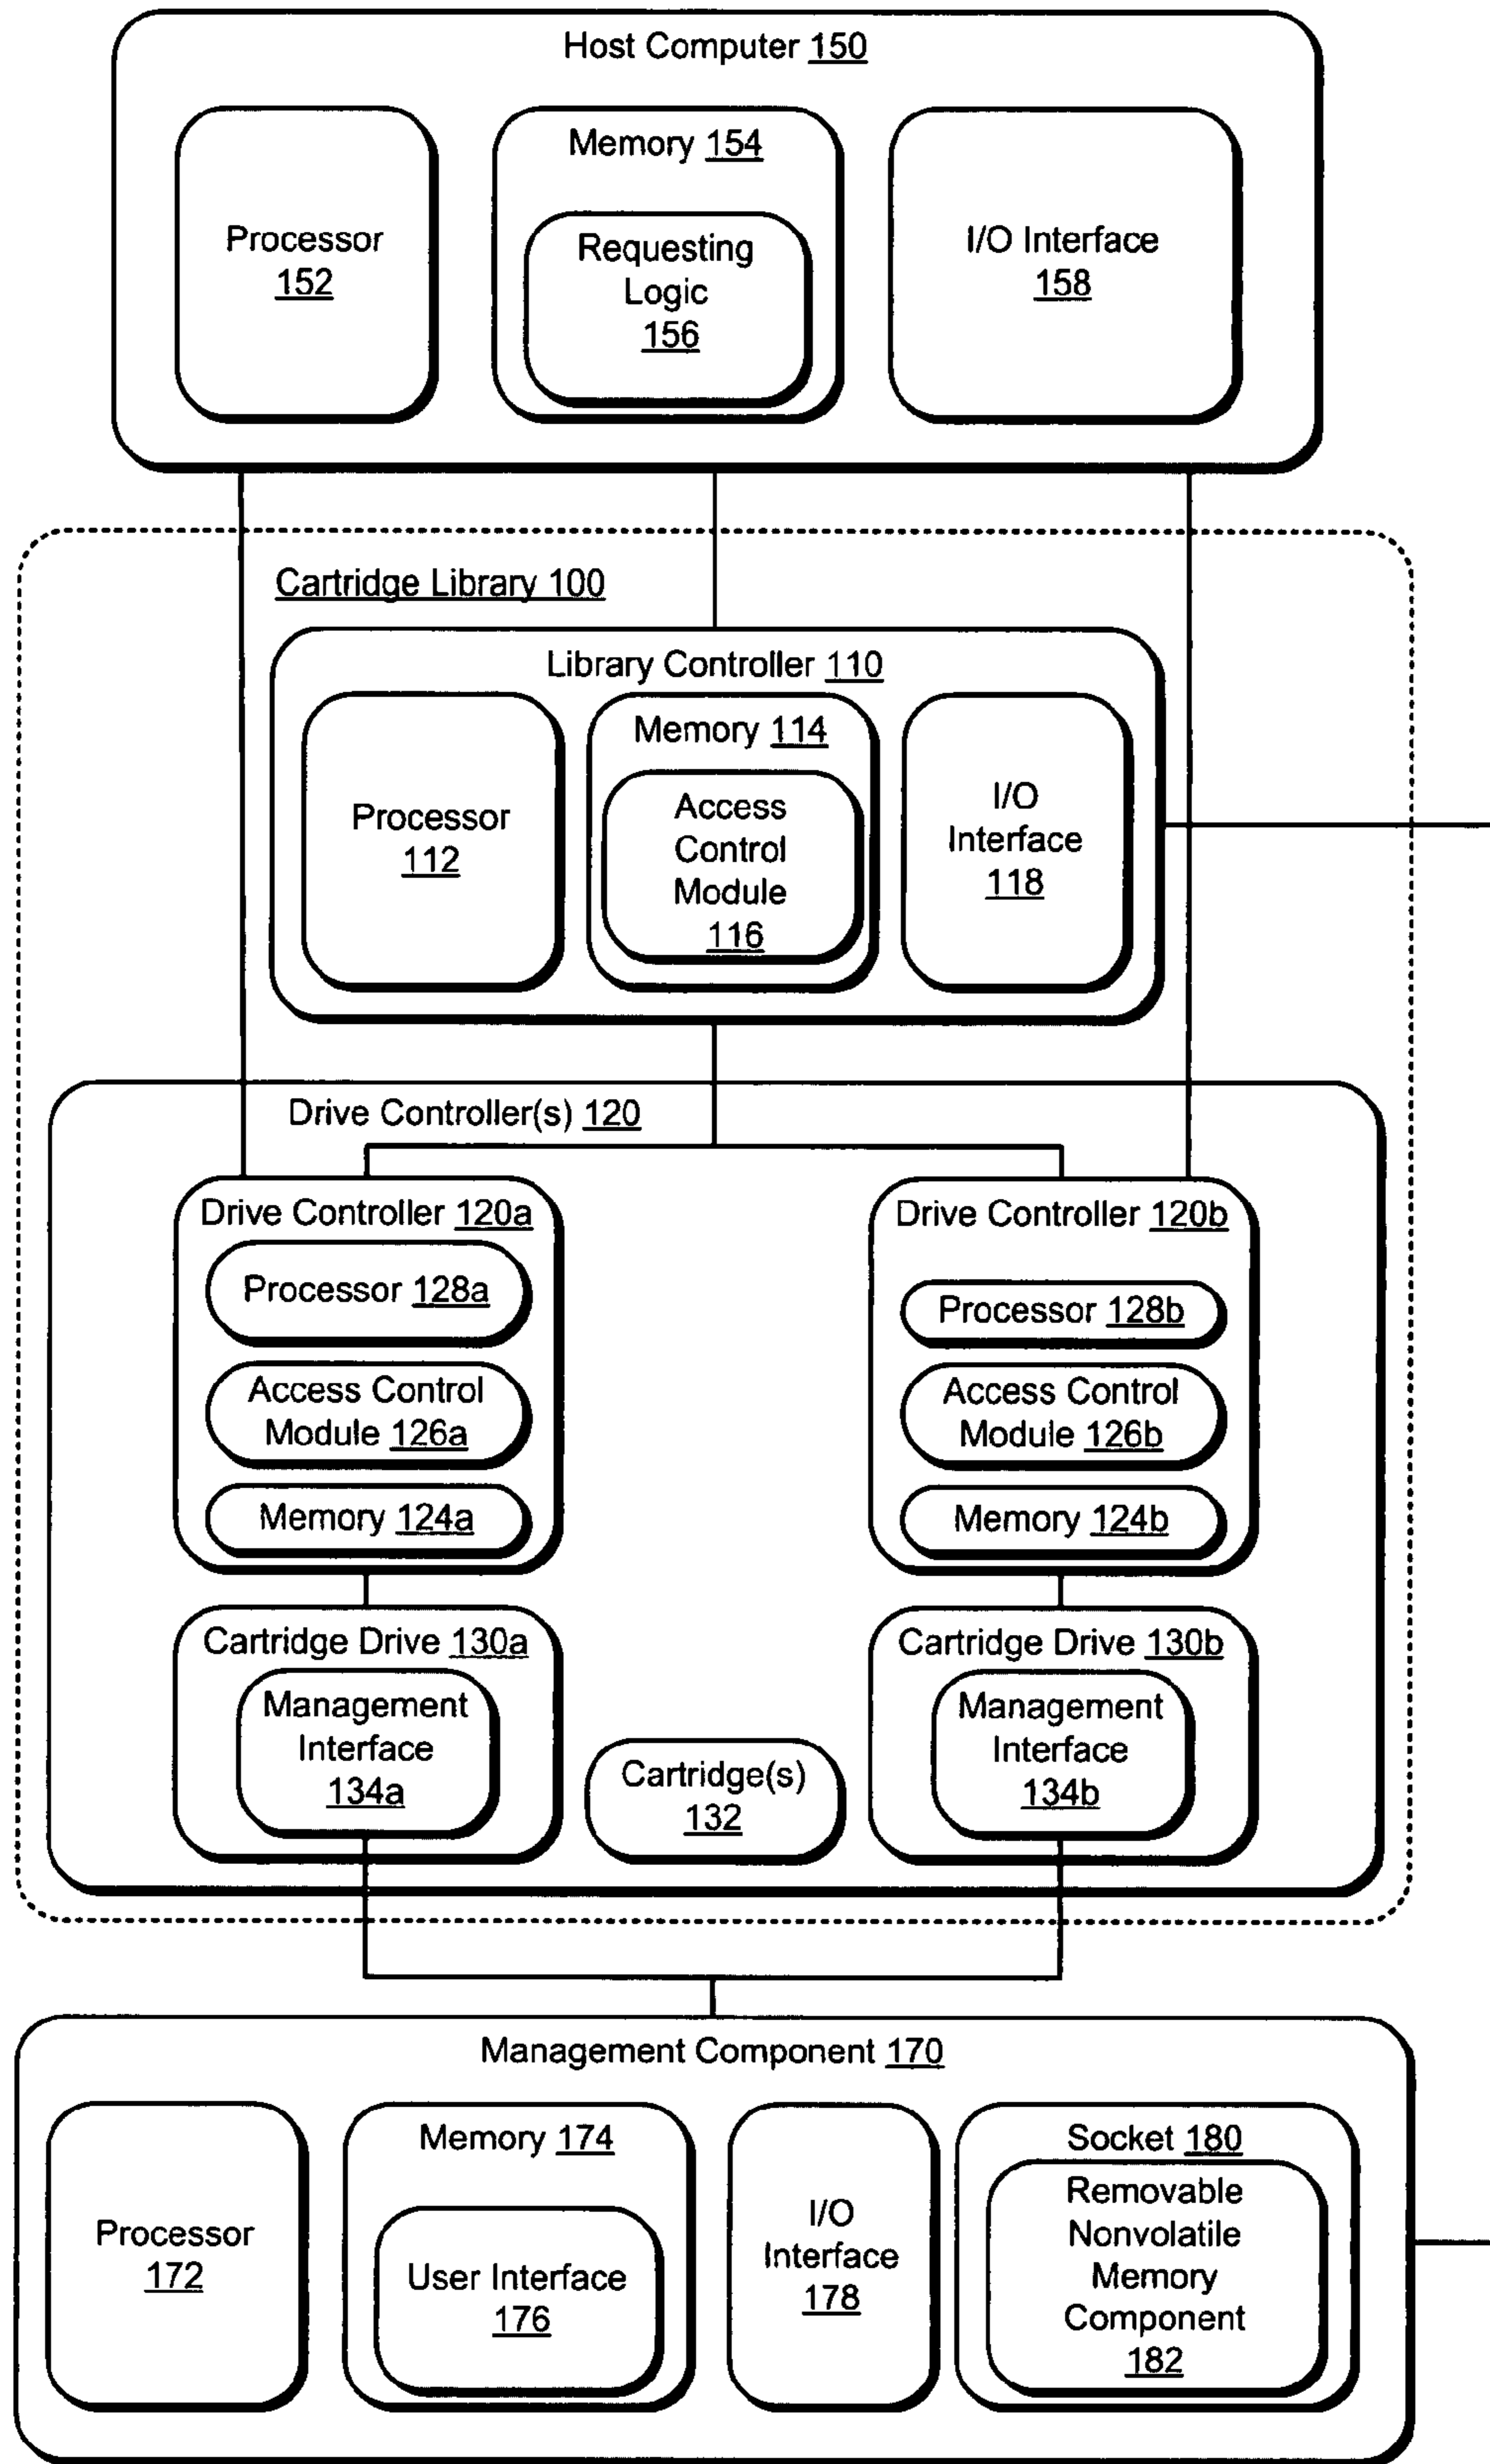 Host Computer 150
Processor
152
Memory 154
Requesting
Logic
156
I/O Interface
158
Cartridge Library 100
Library Controller 110
Processor
112
Memory 114
Access
Control
Module
116
I/O
Interface
118
Drive Controller(s) 120
Drive Controller 120a
Processor 128a
Access Control
Module 126a
Memory 124a
Drive Controller 120b
Processor 128b
Access Control
Module 126b
Memory 124b
Cartridge Drive 130a
Management
Interface
134a
Cartridge(s)
132
Cartridge Drive 130b
Management
Interface
134b
Management Component 170
Processor
172
Memory 174
User Interface
176
I/O
Interface
178
Socket 180
Removable
Nonvolatile
Memory
Component
182